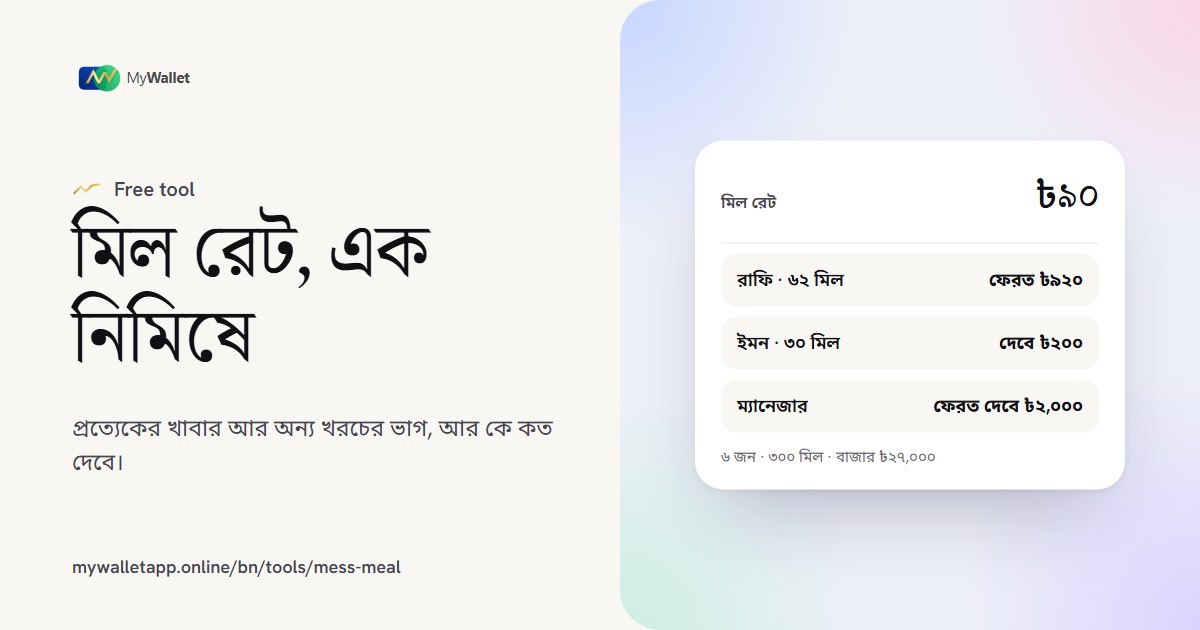 MyWallet
Free tool
মিল রেট, এক
নিমিষে
প্রত্যেকের খাবার আর অন্য খরচের ভাগ, আর কে কত
দেবে।
mywalletapp.online/bn/tools/mess-meal
মিল রেট ৳৯০
রাফি · ৬২ মিল ফেরত ৳৯২০
ইমন · ৩০ মিল দেবে ৳২০০
ম্যানেজার ফেরত দেবে ৳২,০০০
৬ জন · ৩০০ মিল · বাজার ৳২৭,০০০